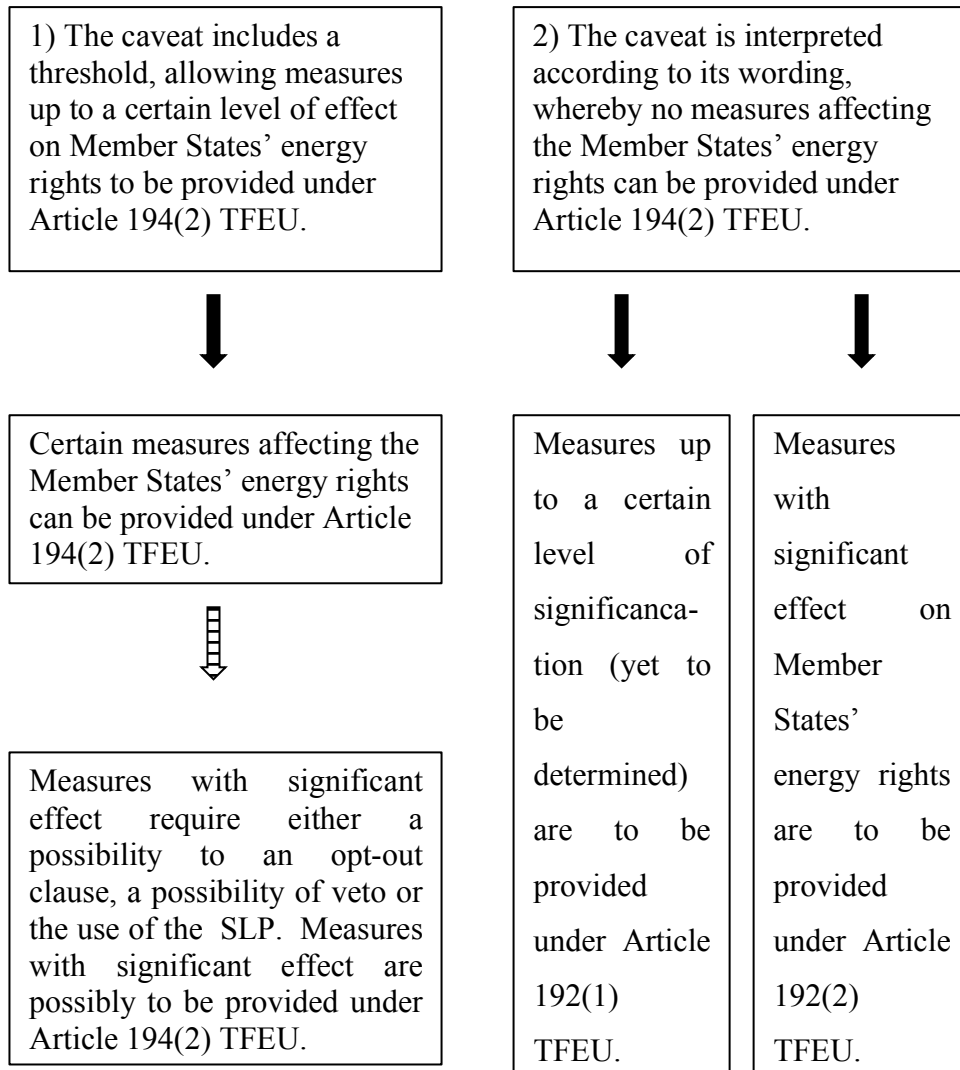 1) The caveat includes a
threshold, allowing measures
up to a certain level of effect
on Member States’ energy
rights to be provided under
Article 194(2) TFEU.
2) The caveat is interpreted
according to its wording,
whereby no measures affecting
the Member States’ energy
rights can be provided under
Article 194(2) TFEU.
Certain measures affecting the
Member States’ energy rights
can be provided under Article
194(2) TFEU.
Measures with significant
effect require either a
possibility to an opt-out
clause, a possibility of veto or
the use of the SLP. Measures
with significant effect are
possibly to be provided under
Article 194(2) TFEU.
Measures up
to a certain
level of
significanca-
tion (yet to
be
determined)
are to be
provided
under Article
192(1)
TFEU.
Measures
with
significant
effect on
Member
States’
energy rights
are to be
provided
under Article
192(2)
TFEU.